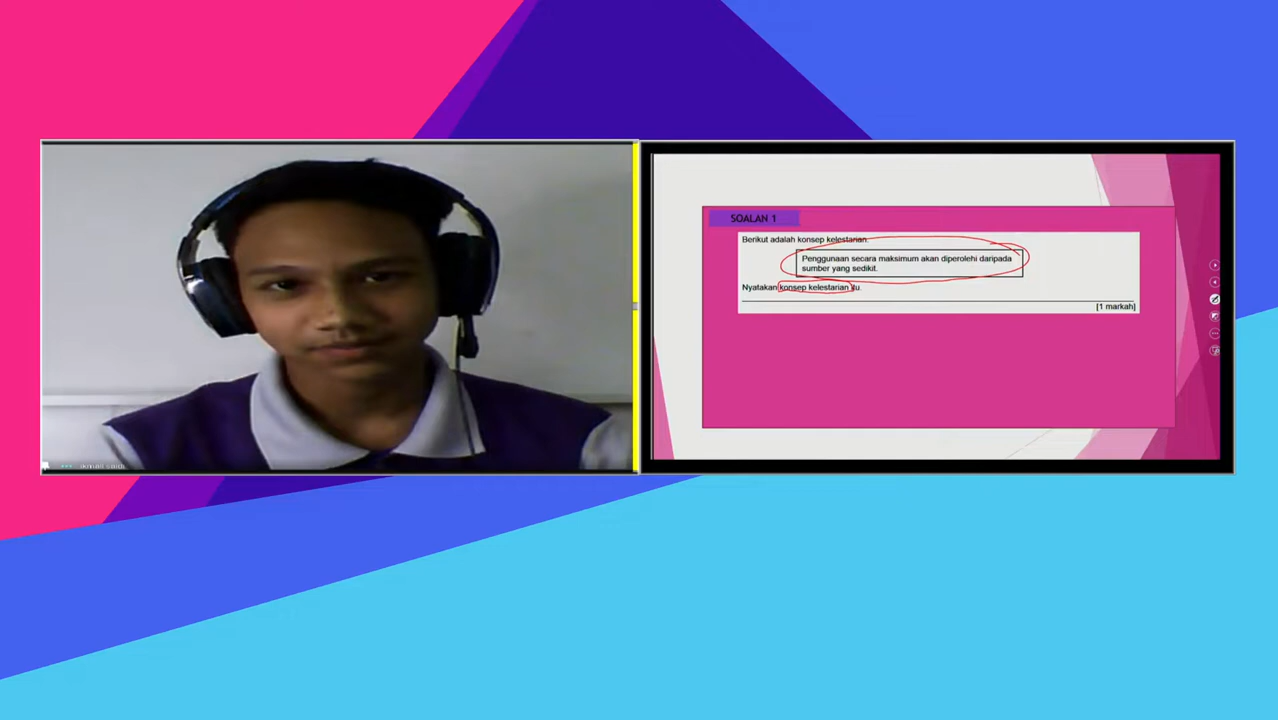 SOALAN 1
Berikut adalah konsep kelestarian.
Penggunaan secara maksimum akan diperolehi daripada
sumber yang sedikit.
Nyatakan konsep kelestarian itu.
[1 markah]